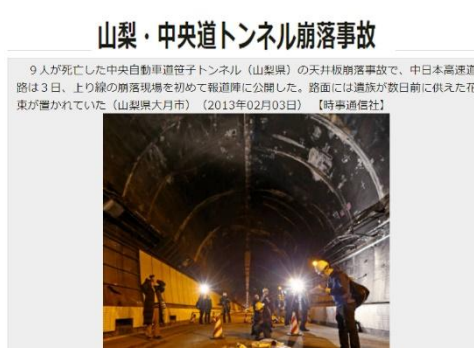 山梨・中央道トンネル崩落事故
９人が死亡した中央自動車道笹子トンネル（山梨県）の天井板崩落事故で、中日本高速道
路は３日、上り線の崩落現場を初めて報道陣に公開した。路面には遺族が数日前に供えた花
束が置かれていた（山梨県大月市）（2013年02月03日）【時事通信社】